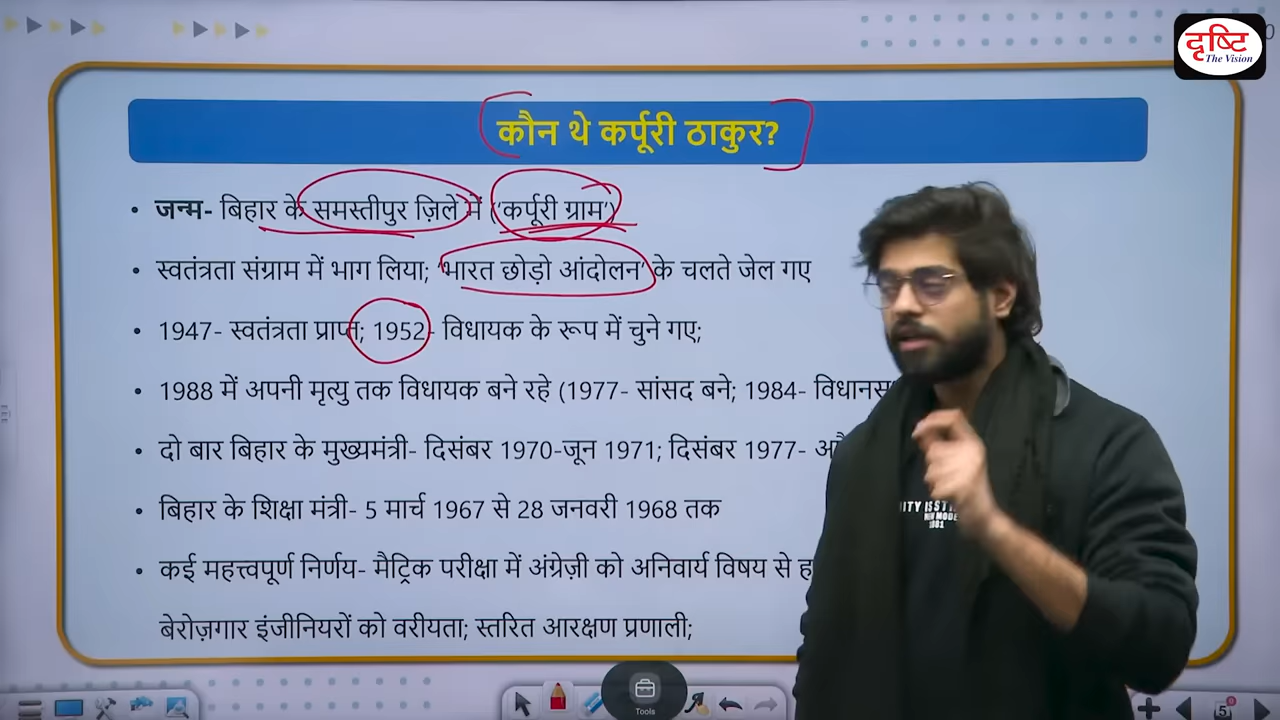 दृष्टि
The Vision
कौन थे कर्पूरी ठाकुर?
• जन्म- बिहार के समस्तीपुर ज़िले में ('कर्पूरी ग्राम')
• स्वतंत्रता संग्राम में भाग लिया; 'भारत छोड़ो आंदोलन' के चलते जेल गए
• 1947- स्वतंत्रता प्राप्त; 1952- विधायक के रूप में चुने गए;
• 1988 में अपनी मृत्यु तक विधायक बने रहे (1977- सांसद बने; 1984-
• दो बार बिहार के मुख्यमंत्री- दिसंबर 1970-जून 1971; दिसंबर 1977-
• बिहार के शिक्षा मंत्री- 5 मार्च 1967 से 28 जनवरी 1968 तक
• कई महत्त्वपूर्ण निर्णय- मैट्रिक परीक्षा में अंग्रेज़ी को अनिवार्य विषय से
बेरोज़गार इंजीनियरों को वरीयता; स्तरित आरक्षण प्रणाली;
1981
Tools
5